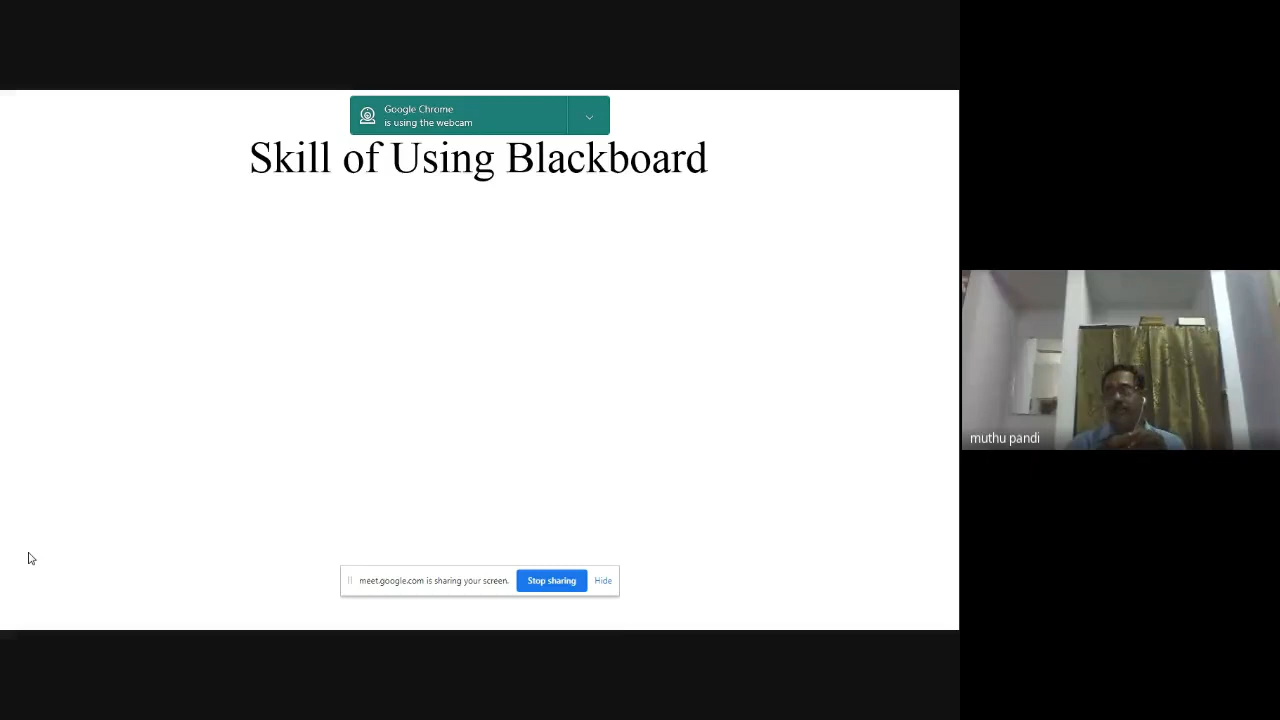 Google Chrome
is using the webcam
Skill of Using Blackboard
muthu pandi
meet.google.com is sharing your screen.
Stop sharing
Hide